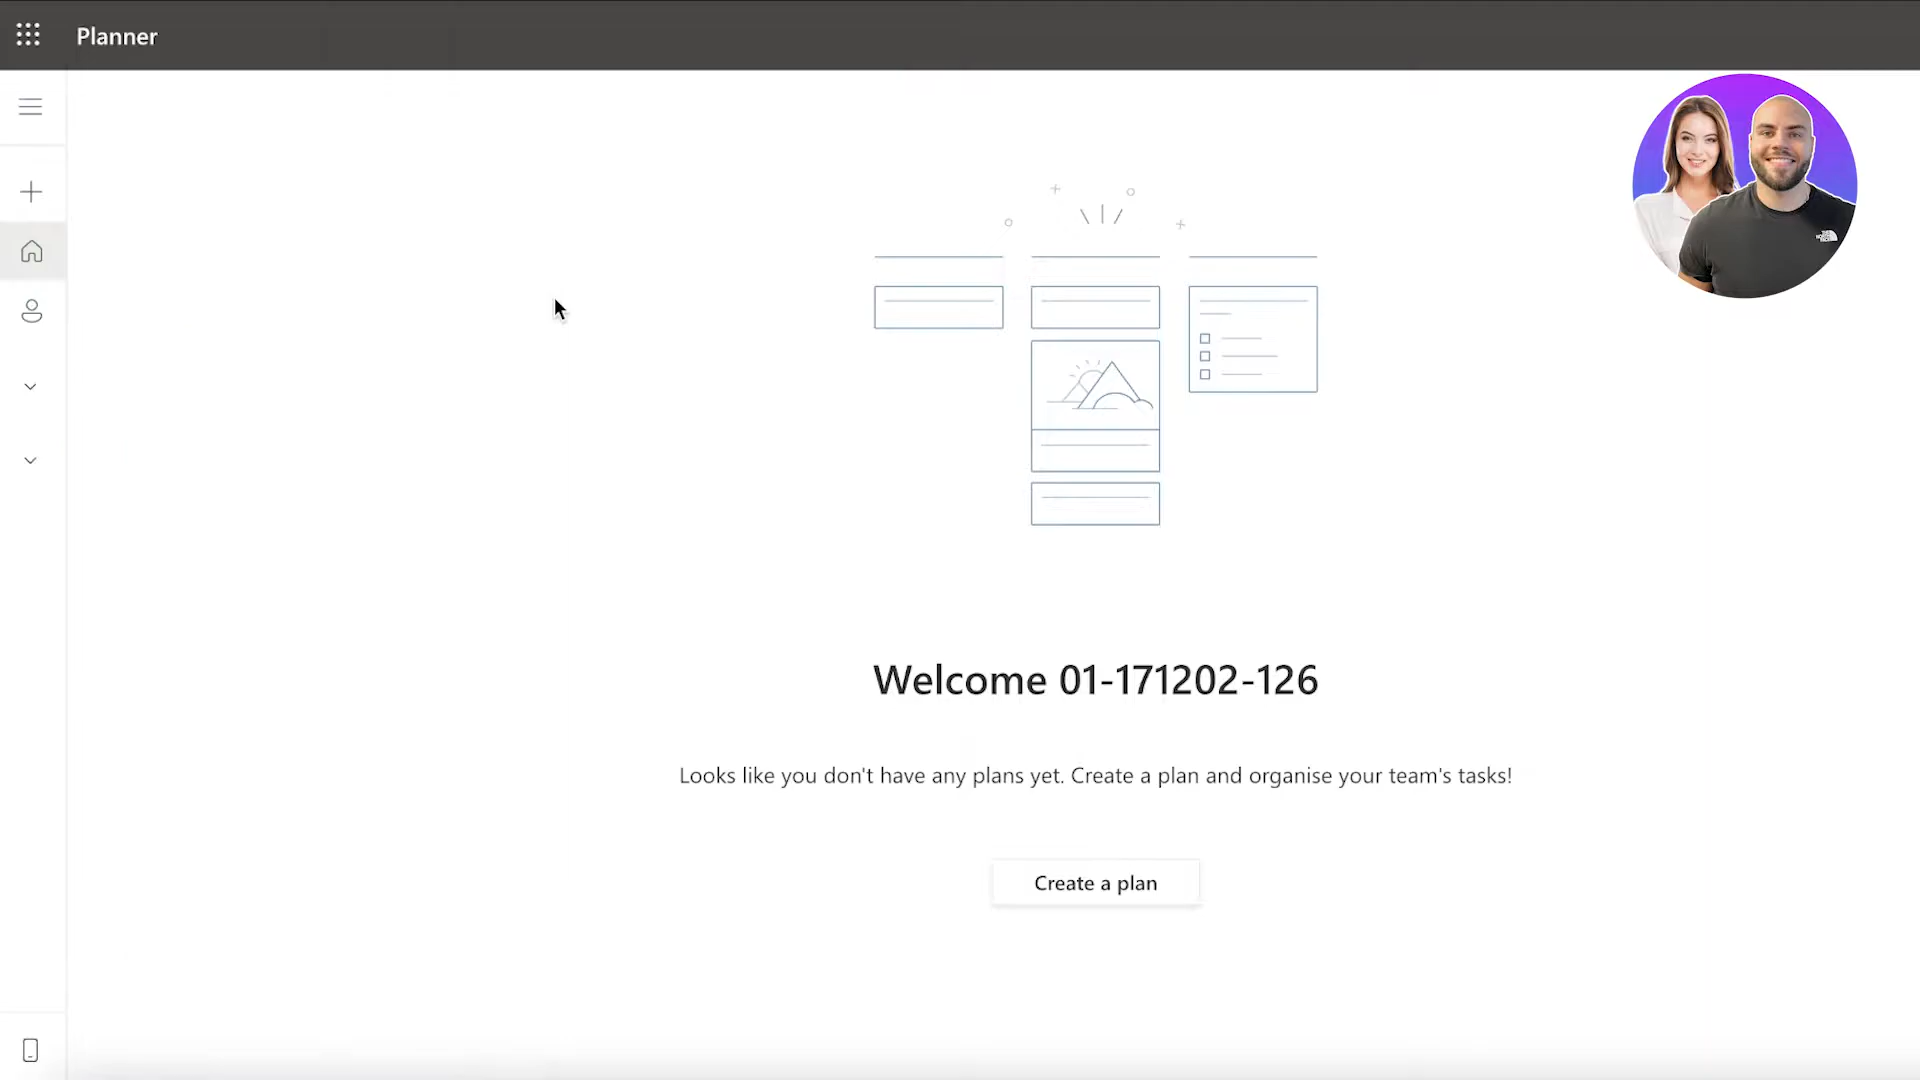 Planner
Welcome 01-171202-126
Looks like you don't have any plans yet. Create a plan and organise your team's tasks!
Create a plan